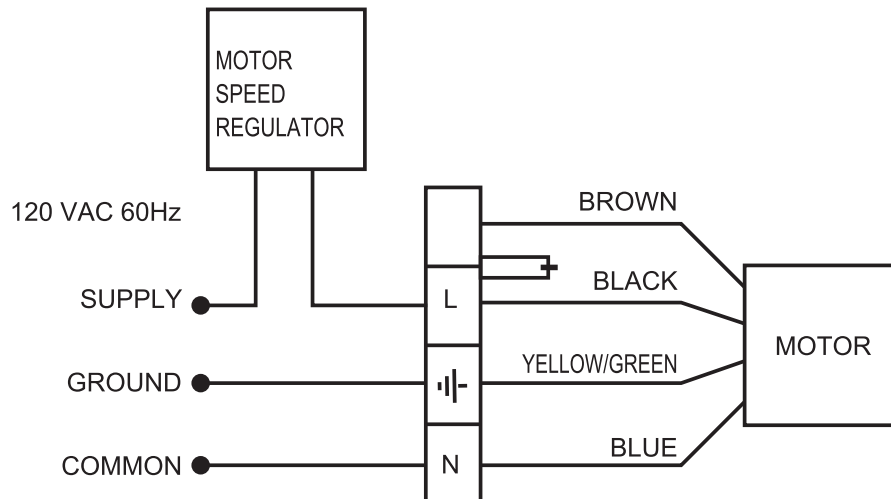 MOTOR
SPEED
REGULATOR
120 VAC 60Hz
BROWN
SUPPLY
L
BLACK
MOTOR
GROUND
YELLOW/GREEN
COMMON
N
BLUE